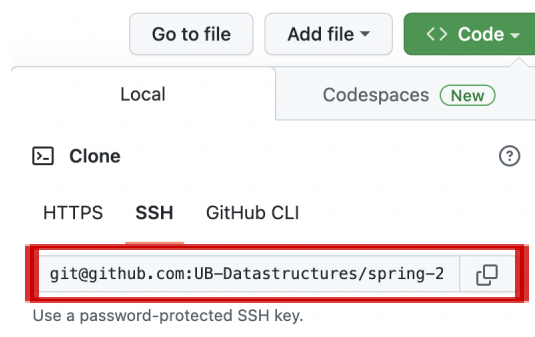 Go to file Add file <> Code
Local Codespaces New
Clone
HTTPS SSH GitHub CLI
git@github.com:UB-Datastructures/spring-2
Use a password-protected SSH key.